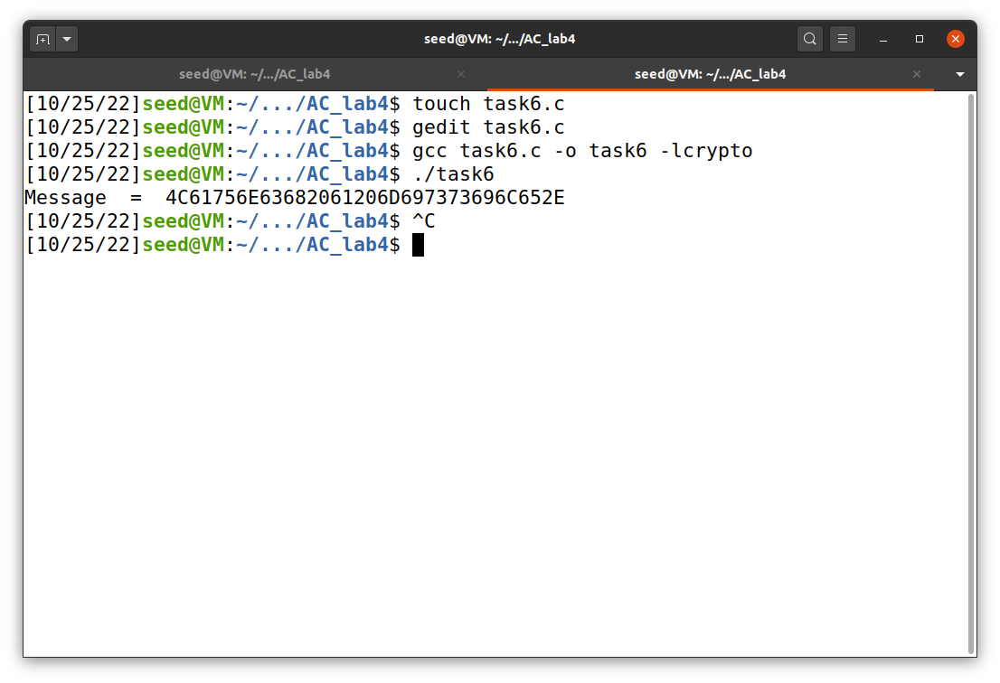 seed@VM: ~/.../AC_lab4
seed@VM: ~/.../AC_lab4
seed@VM: ~/.../AC_lab4
[10/25/22]seed@VM:~/.../AC_lab4$ touch task6.c
[10/25/22]seed@VM:~/.../AC_lab4$ gedit task6.c
[10/25/22]seed@VM:~/.../AC_lab4$ gcc task6.c -o task6 -lcrypto
[10/25/22]seed@VM:~/.../AC_lab4$ ./task6
Message  =  4C61756E63682061206D697373696C652E
[10/25/22]seed@VM:~/.../AC_lab4$ ^C
[10/25/22]seed@VM:~/.../AC_lab4$